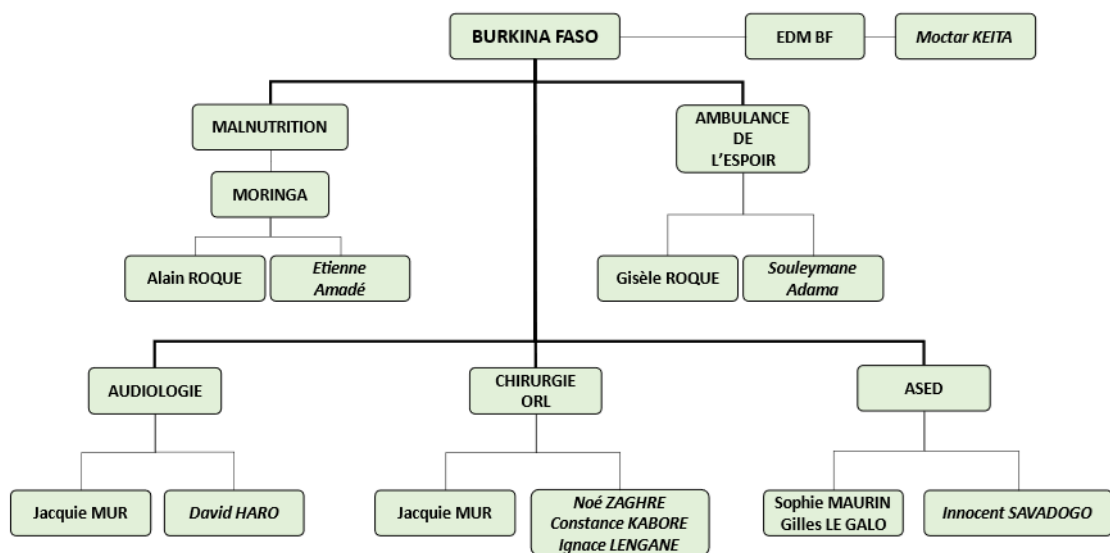 BURKINA FASO
EDM BF
Moctar KEITA
MALNUTRITION
AMBULANCE
DE
L'ESPOIR
MORINGA
Alain ROQUE
Etienne
Amadé
Gisèle ROQUE
Souleymane
Adama
AUDIOLOGIE
CHIRURGIE
ORL
ASED
Jacquie MUR
David HARO
Jacquie MUR
Noé ZAGHRE
Constance KABORE
Ignace LENGANE
Sophie MAURIN
Gilles LE GALO
Innocent SAVADOGO